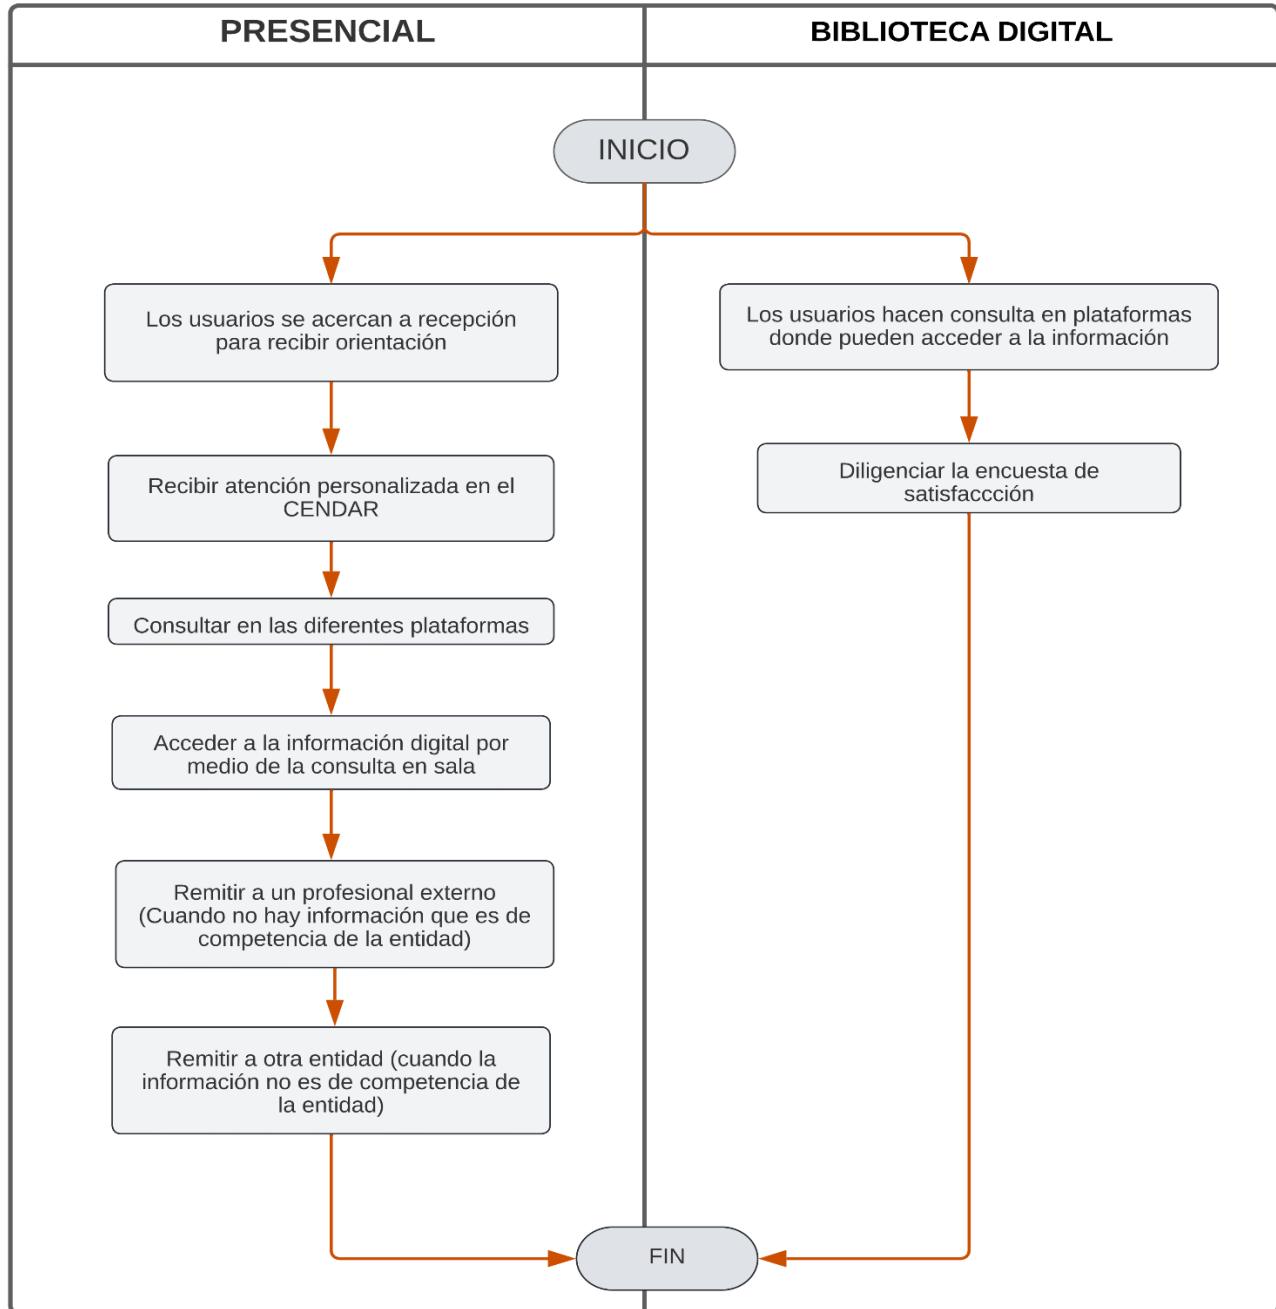 PRESENCIAL
BIBLIOTECA DIGITAL
INICIO
Los usuarios se acercan a recepción
para recibir orientación
Recibir atención personalizada en el
CENDAR
Consultar en las diferentes plataformas
Acceder a la información digital por
medio de la consulta en sala
Remitir a un profesional externo
(Cuando no hay información que es de
competencia de la entidad)
Remitir a otra entidad (cuando la
información no es de competencia de
la entidad)
Los usuarios hacen consulta en plataformas
donde pueden acceder a la información
Diligenciar la encuesta de
satisfaccción
FIN